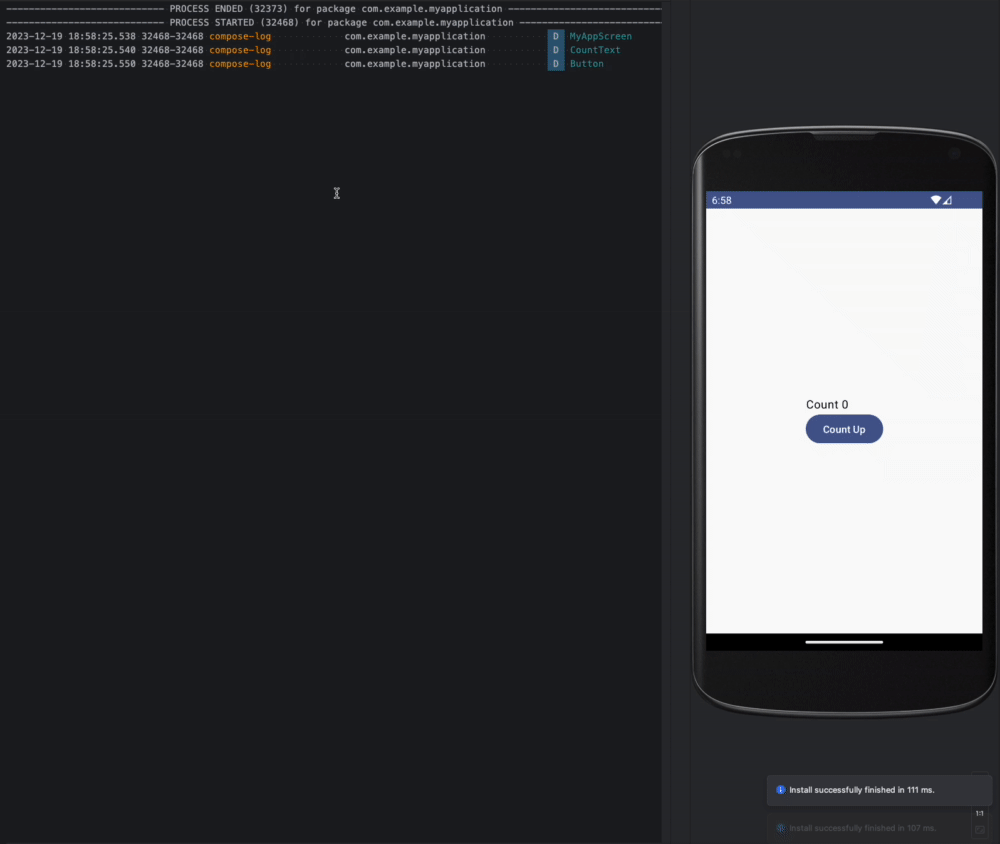 PROCESS ENDED (32373) for package com.example.myapplication
PROCESS STARTED (32468) for package com.example.myapplication
2023-12-19 18:58:25.538 32468-32468 compose-log com.example.myapplication D MyAppScreen
2023-12-19 18:58:25.540 32468-32468 compose-log com.example.myapplication D CountText
2023-12-19 18:58:25.550 32468-32468 compose-log com.example.myapplication D Button
6:58
Count 0
Count Up
Install successfully finished in 111 ms.
1:1
Install successfully finished in 107 ms.